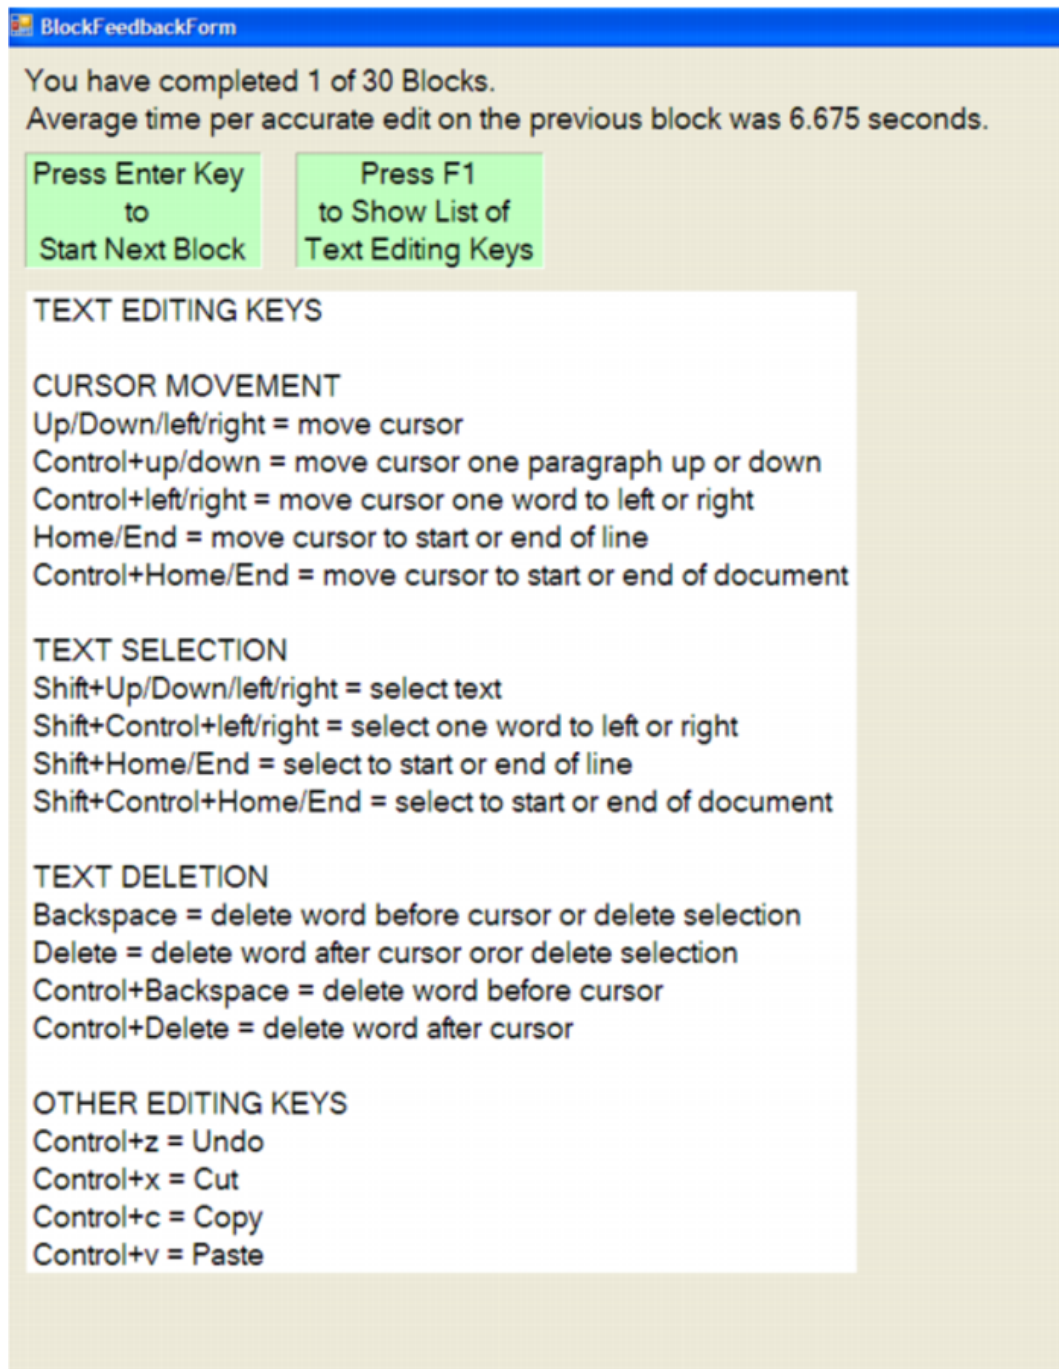 BlockFeedbackForm
You have completed 1 of 30 Blocks.
Average time per accurate edit on the previous block was 6.675 seconds.
Press Enter Key
to
Start Next Block
Press F1
to Show List of
Text Editing Keys
TEXT EDITING KEYS
CURSOR MOVEMENT
Up/Down/left/right = move cursor
Control+up/down = move cursor one paragraph up or down
Control+left/right = move cursor one word to left or right
Home/End = move cursor to start or end of line
Control+Home/End = move cursor to start or end of document
TEXT SELECTION
Shift+Up/Down/left/right = select text
Shift+Control+left/right = select one word to left or right
Shift+Home/End = select to start or end of line
Shift+Control+Home/End = select to start or end of document
TEXT DELETION
Backspace = delete word before cursor or delete selection
Delete = delete word after cursor oror delete selection
Control+Backspace = delete word before cursor
Control+Delete = delete word after cursor
OTHER EDITING KEYS
Control+z = Undo
Control+x = Cut
Control+c = Copy
Control+v = Paste